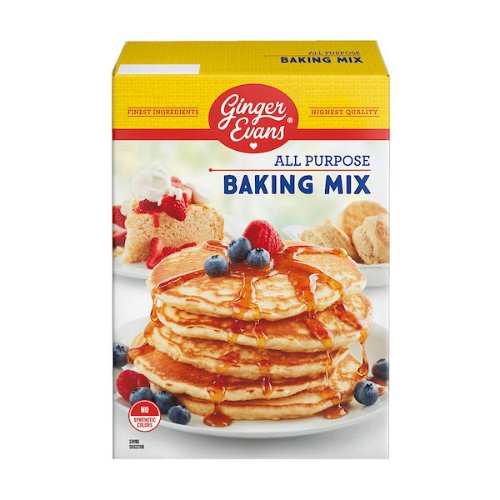 ALL PURPOSE
BAKING MIX
FINEST INGREDIENTS
Ginger
Evans®
HIGHEST QUALITY
ALL PURPOSE
BAKING MIX
NO
SYNTHETIC
COLORS
SERVING
SUGGESTION